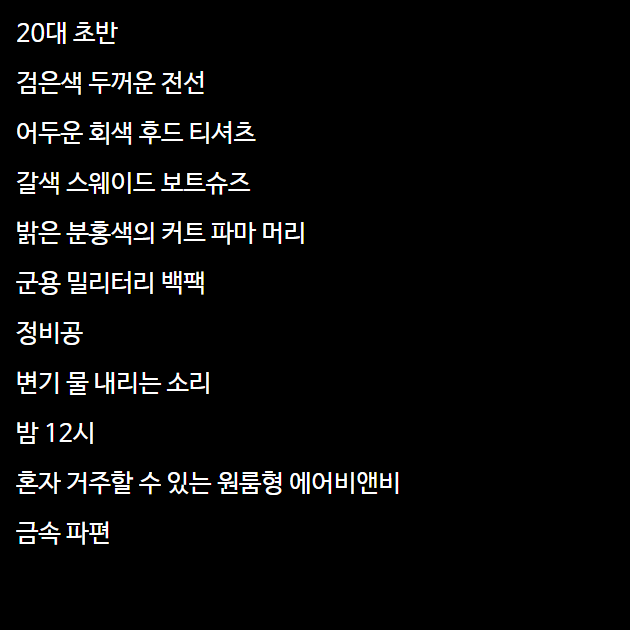 20대 초반
검은색 두꺼운 전선
어두운 회색 후드 티셔츠
갈색 스웨이드 보트슈즈
밝은 분홍색의 커트 파마 머리
군용 밀리터리 백팩
정비공
변기 물 내리는 소리
밤 12시
혼자 거주할 수 있는 원룸형 에어비앤비
금속 파편